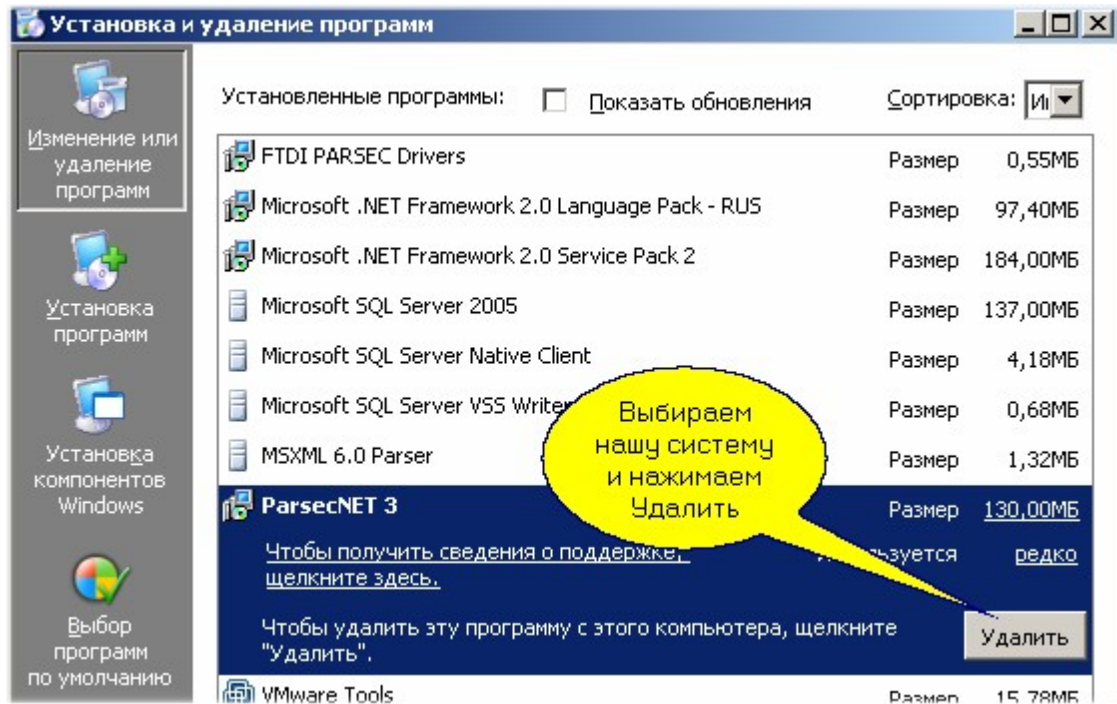 Установка и удаление программ
Изменение или
удаление
программ
Установка
программ
Установка
компонентов
Windows
Выбор
программ
по умолчанию
Установленные программы: Показать обновления Сортировка:
FTDI PARSEC Drivers Размер 0,55МБ
Microsoft .NET Framework 2.0 Language Pack - RUS Размер 97,40МБ
Microsoft .NET Framework 2.0 Service Pack 2 Размер 184,00МБ
Microsoft SQL Server 2005 Размер 137,00МБ
Microsoft SQL Server Native Client Размер 4,18МБ
Microsoft SQL Server VSS Writer Размер 0,68МБ
MSXML 6.0 Parser Размер 1,32МБ
ParsecNET 3 Размер 130,00МБ
Чтобы получить сведения о поддержке, редко
щелкните здесь.
Чтобы удалить эту программу с этого компьютера, щелкните
"Удалить".
Удалить
VMware Tools Размер 15,78МБ
Выбираем
нашу систему
и нажимаем
Удалить